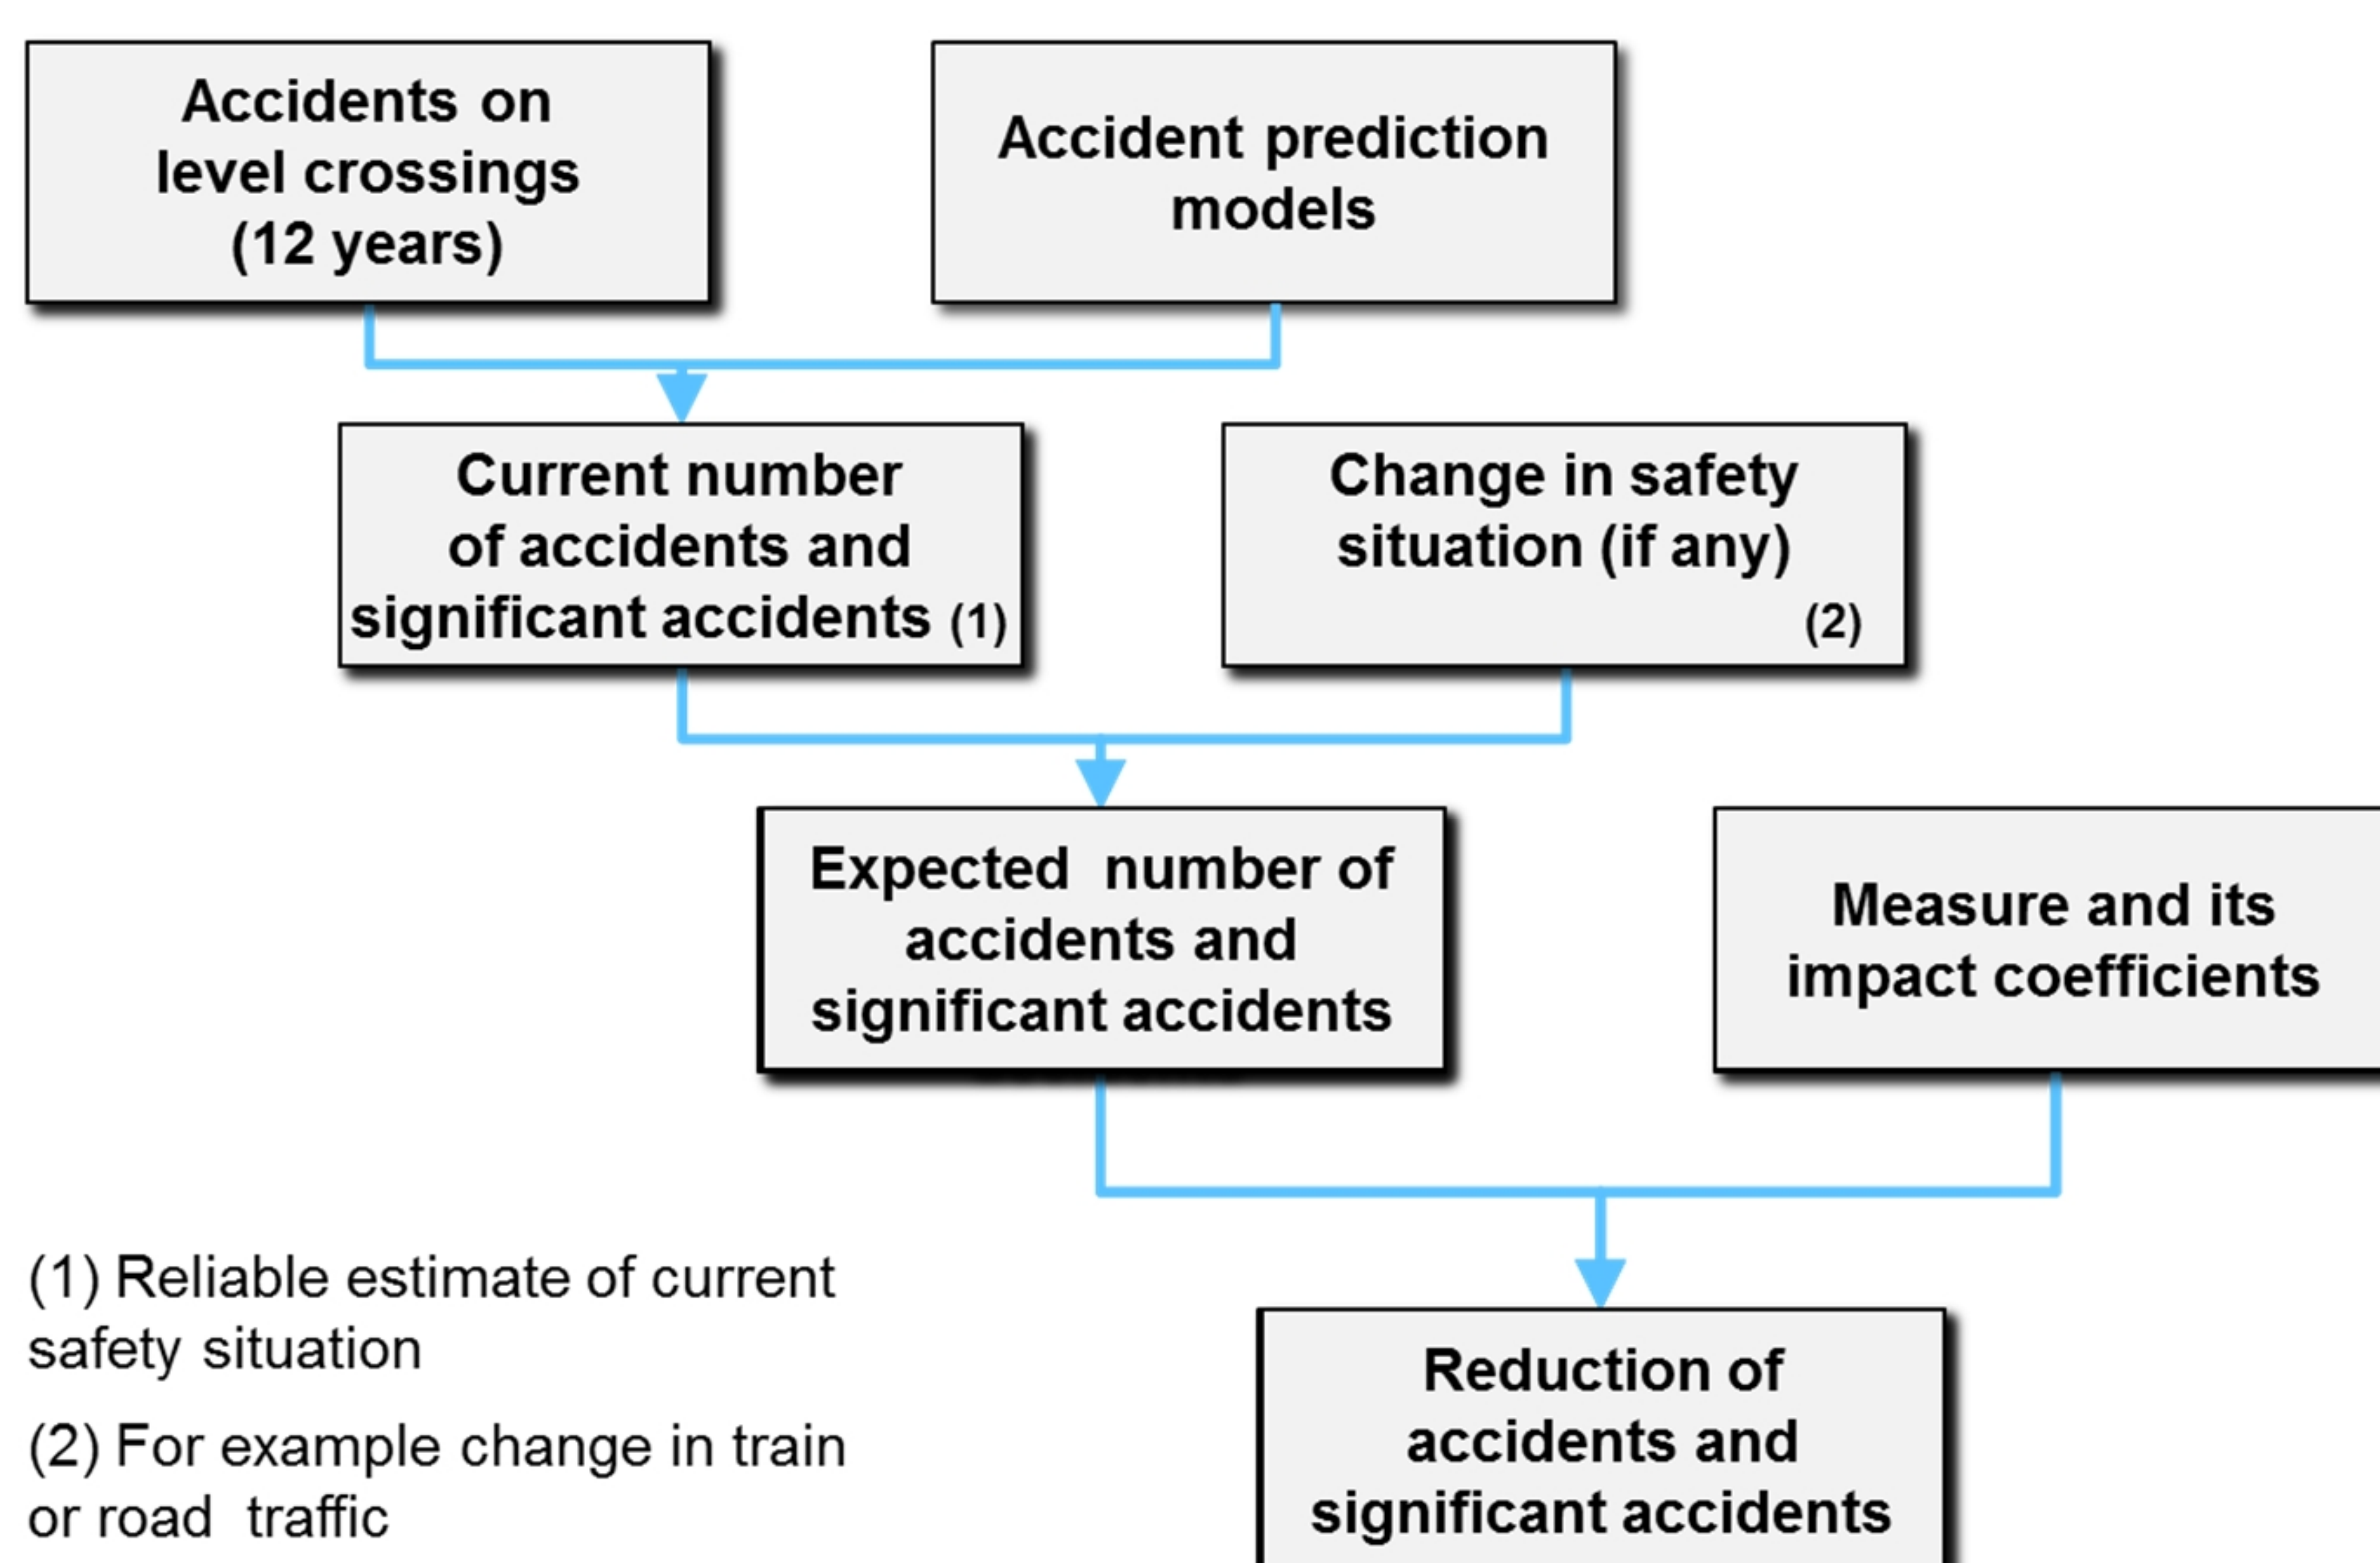 Accidents on
level crossings
(12 years)
Accident prediction
models
Current number
of accidents and
significant accidents (1)
Change in safety
situation (if any)
(2)
Expected number of
accidents and
significant accidents
Measure and its
impact coefficients
(1) Reliable estimate of current
safety situation
(2) For example change in train
or road traffic
Reduction of
accidents and
significant accidents